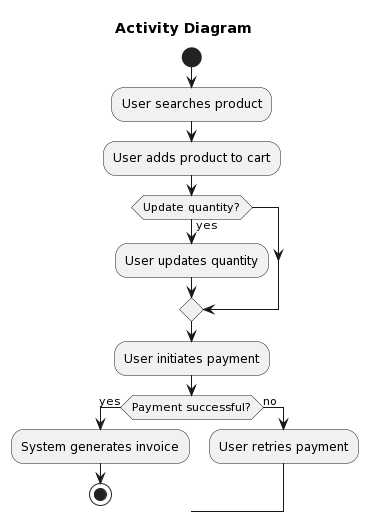 Activity Diagram
User searches product
User adds product to cart
Update quantity?
yes
User updates quantity
User initiates payment
yes
Payment successful?
no
System generates invoice
User retries payment